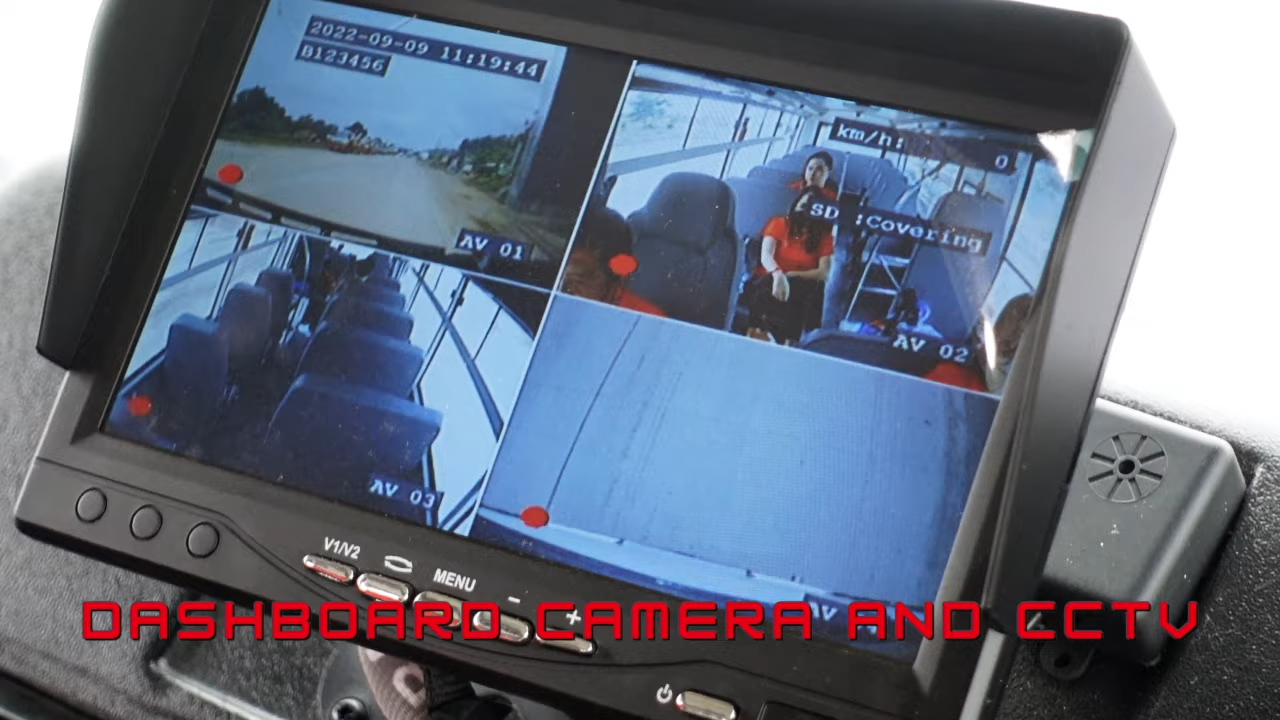 2022-09-09 11:19:44
B123456
km/h: 0
SD :Covering
AV 01
AV 02
AV 03
AV
V1/V2
MENU
DASHBOARD CAMERA AND CCTV